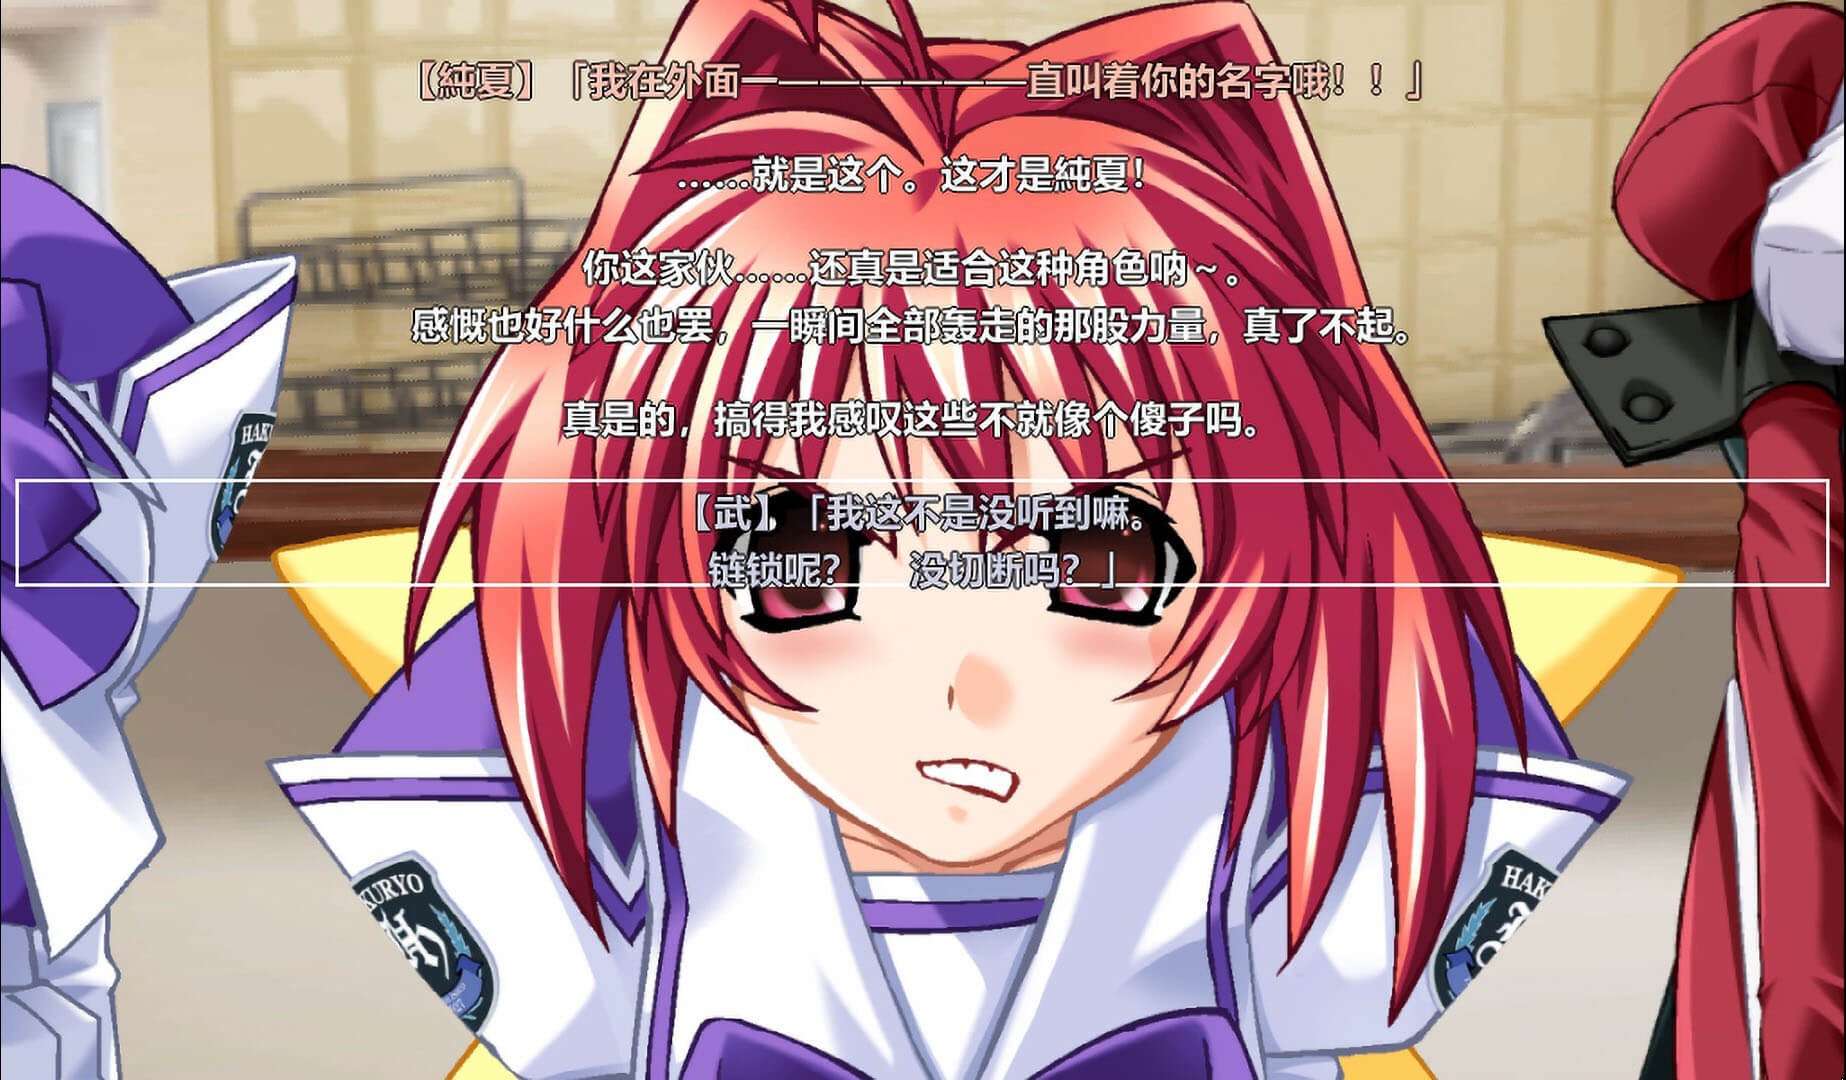 【純夏】「我在外面一——————直叫着你的名字哦！！」
……就是这个。这才是純夏！
你这家伙……还真是适合这种角色呐～。
感慨也好什么也罢，一瞬间全部轰走的那股力量，真了不起。
真是的，搞得我感叹这些不就像个傻子吗。
【武】「我这不是没听到嘛。
链锁呢？　没切断吗？」
HAK
KURYO
HAK